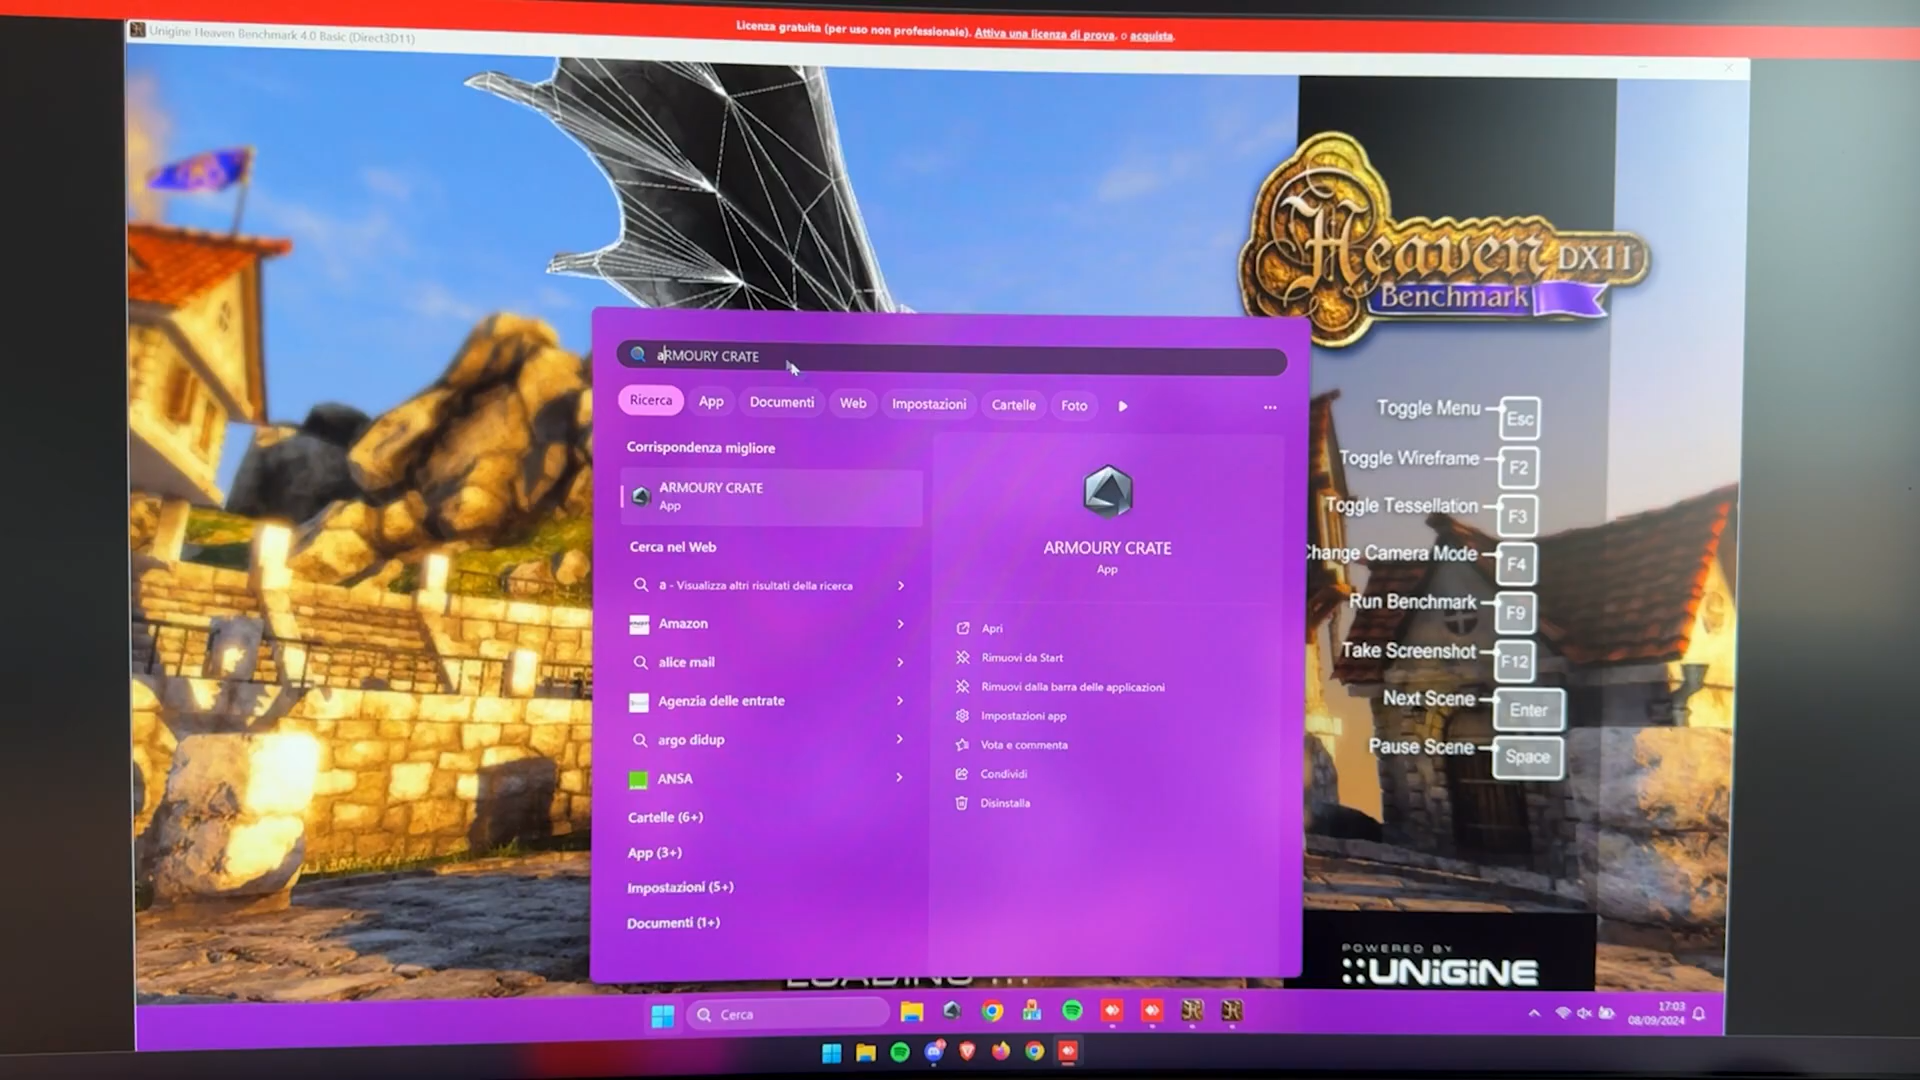 Unigine Heaven Benchmark 4.0 Basic (Direct3D11)
Licenza gratuita (per uso non professionale). Attiva una licenza di prova, o acquista.
Heaven DX11
Benchmark
aRMOURY CRATE
Ricerca
App
Documenti
Web
Impostazioni
Cartelle
Foto
Corrispondenza migliore
ARMOURY CRATE
App
Cerca nel Web
a - Visualizza altri risultati della ricerca
Amazon
alice mail
Agenzia delle entrate
argo didup
ANSA
Cartelle (6+)
App (3+)
Impostazioni (5+)
Documenti (1+)
ARMOURY CRATE
App
Apri
Rimuovi da Start
Rimuovi dalla barra delle applicazioni
Impostazioni app
Vota e commenta
Condividi
Disinstalla
Toggle Menu Esc
Toggle Wireframe F2
Toggle Tessellation F3
Change Camera Mode F4
Run Benchmark F9
Take Screenshot F12
Next Scene Enter
Pause Scene Space
POWERED BY
UNiGiNE
LOADING ...
Cerca
17:03
08/09/2024